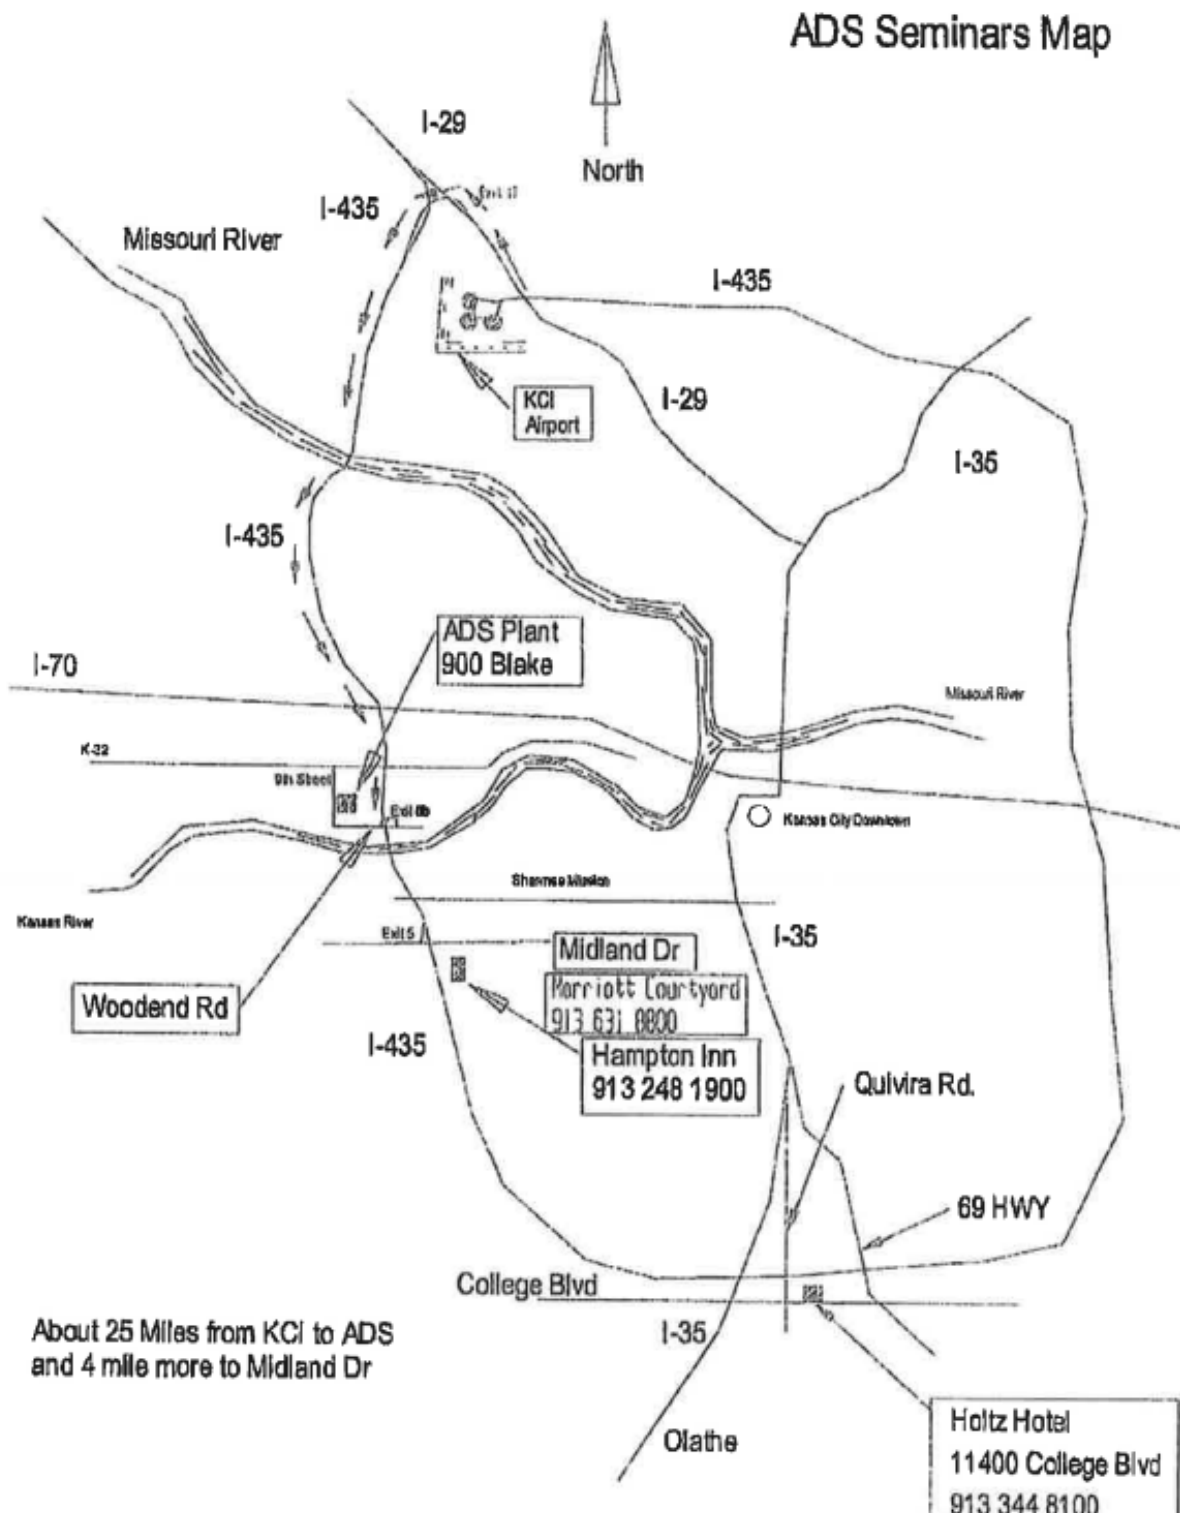 ADS Seminars Map
I-29
North
I-435
Missouri River
I-435
KCI
Airport
I-29
I-35
I-435
ADS Plant
900 Blake
I-70
Missouri River
K-32
9th Street
Exit 8b
Kansas City Downtown
Shawnee Mission
Kansas River
Exit 5
I-35
Midland Dr
Marriott Courtyard
913 631 8800
Woodend Rd
I-435
Hampton Inn
913 248 1900
Quivira Rd.
69 HWY
College Blvd
About 25 Miles from KCI to ADS
and 4 mile more to Midland Dr
I-35
Olathe
Holtz Hotel
11400 College Blvd
913 344 8100